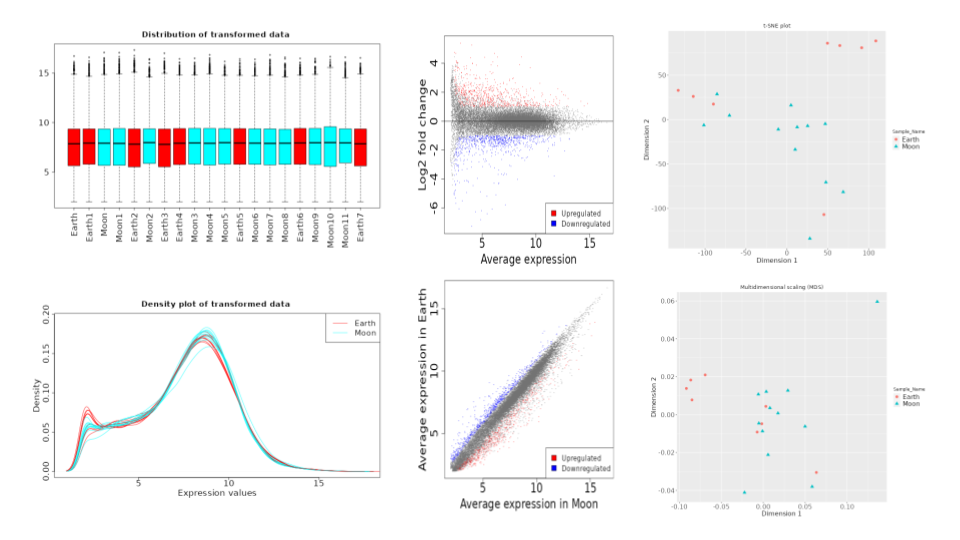 Distribution of transformed data
15
10
5
Earth
Earth1
Moon
Moon1
Earth2
Moon2
Earth3
Earth4
Moon3
Moon4
Moon5
Earth5
Moon6
Moon7
Moon8
Earth6
Moon9
Moon10
Moon11
Earth7
Log2 fold change
4
2
0
-2
-4
-6
Upregulated
Downregulated
5 10 15
Average expression
t-SNE plot
Dimension 2
50
0
-50
-100
-100 -50 0 50 100
Dimension 1
Sample_Name
Earth
Moon
Density plot of transformed data
Density
0.20
0.15
0.10
0.05
0.00
Earth
Moon
5 10 15
Expression values
Average expression in Earth
15
10
5
Upregulated
Downregulated
5 10 15
Average expression in Moon
Multidimensional scaling (MDS)
Dimension 2
0.06
0.04
0.02
0.00
-0.02
-0.04
-0.10 -0.05 0.00 0.05 0.10
Dimension 1
Sample_Name
Earth
Moon